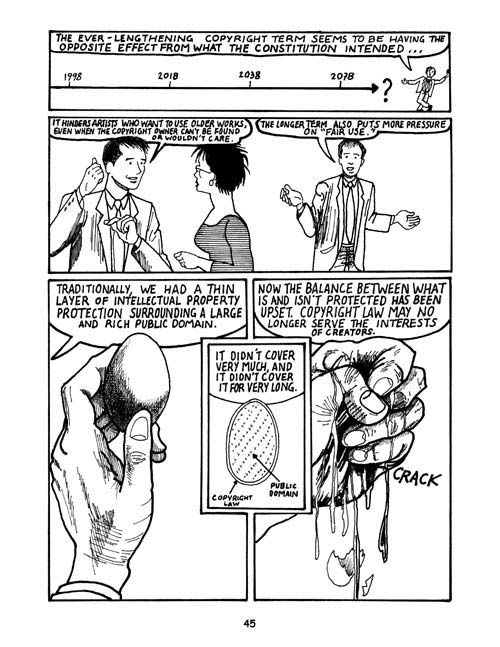 THE EVER-LENGTHENING COPYRIGHT TERM SEEMS TO BE HAVING THE
OPPOSITE EFFECT FROM WHAT THE CONSTITUTION INTENDED...
1998 2018 2038 2078
?
IT HINDERS ARTISTS WHO WANT TO USE OLDER WORKS,
EVEN WHEN THE COPYRIGHT OWNER CAN'T BE FOUND
OR WOULDN'T CARE.
THE LONGER TERM ALSO PUTS MORE PRESSURE
ON "FAIR USE."
TRADITIONALLY, WE HAD A THIN
LAYER OF INTELLECTUAL PROPERTY
PROTECTION SURROUNDING A LARGE
AND RICH PUBLIC DOMAIN.
IT DIDN'T COVER
VERY MUCH, AND
IT DIDN'T COVER
IT FOR VERY LONG.
PUBLIC
DOMAIN
COPYRIGHT
LAW
NOW THE BALANCE BETWEEN WHAT
IS AND ISN'T PROTECTED HAS BEEN
UPSET. COPYRIGHT LAW MAY NO
LONGER SERVE THE INTERESTS
OF CREATORS.
CRACK
45